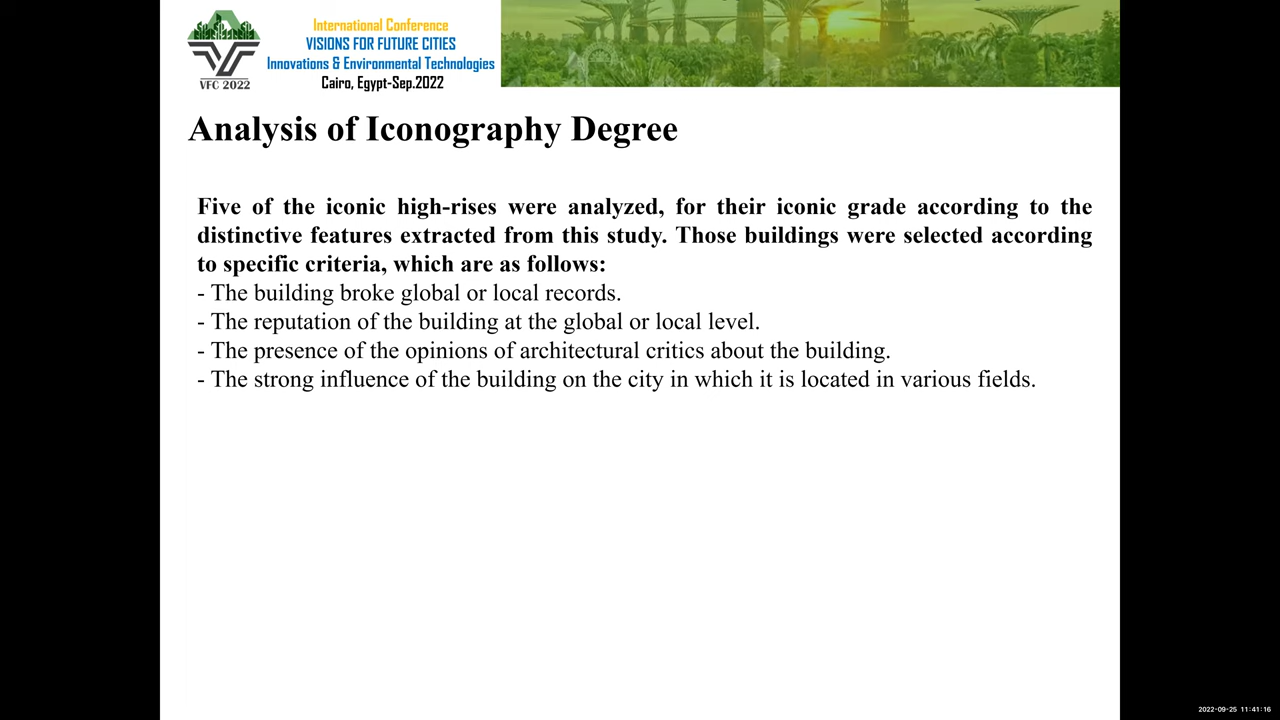 VFC 2022
International Conference
VISIONS FOR FUTURE CITIES
Innovations & Environmental Technologies
Cairo, Egypt-Sep.2022
Analysis of Iconography Degree
Five of the iconic high-rises were analyzed, for their iconic grade according to the
distinctive features extracted from this study. Those buildings were selected according
to specific criteria, which are as follows:
- The building broke global or local records.
- The reputation of the building at the global or local level.
- The presence of the opinions of architectural critics about the building.
- The strong influence of the building on the city in which it is located in various fields.
2022-09-25 11:41:16